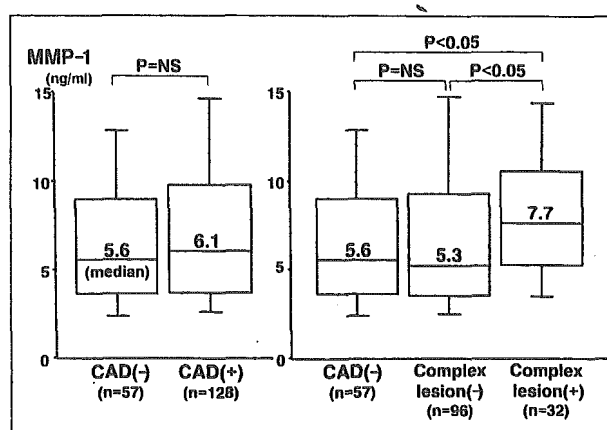 MMP-1
(ng/ml)
P=NS
15
10
5
0
5.6
(median)
6.1
CAD(-)
(n=57)
CAD(+)
(n=128)
P<0.05
P=NS
P<0.05
15
10
5
0
5.6
5.3
7.7
CAD(-)
(n=57)
Complex
lesion(-)
(n=96)
Complex
lesion(+)
(n=32)